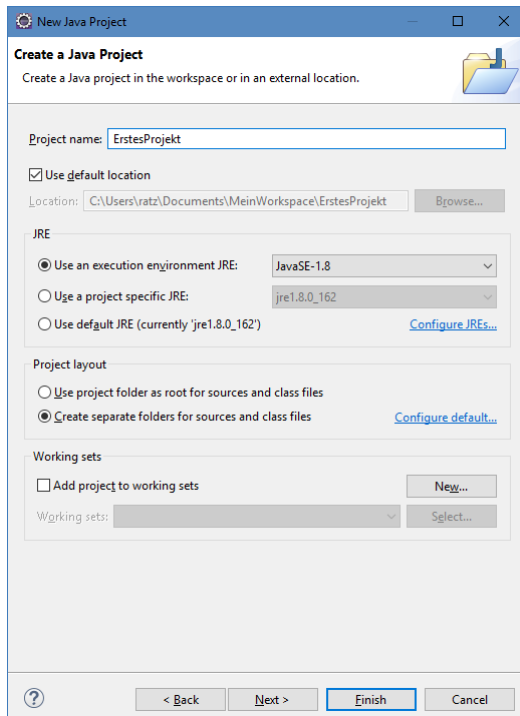 New Java Project
Create a Java Project
Create a Java project in the workspace or in an external location.
Project name: ErstesProjekt
Use default location
Location: C:\Users\ratz\Documents\MeinWorkspace\ErstesProjekt Browse...
JRE
Use an execution environment JRE: JavaSE-1.8
Use a project specific JRE: jre1.8.0_162
Use default JRE (currently 'jre1.8.0_162') Configure JREs...
Project layout
Use project folder as root for sources and class files
Create separate folders for sources and class files Configure default...
Working sets
Add project to working sets New...
Working sets: Select...
? < Back Next > Finish Cancel